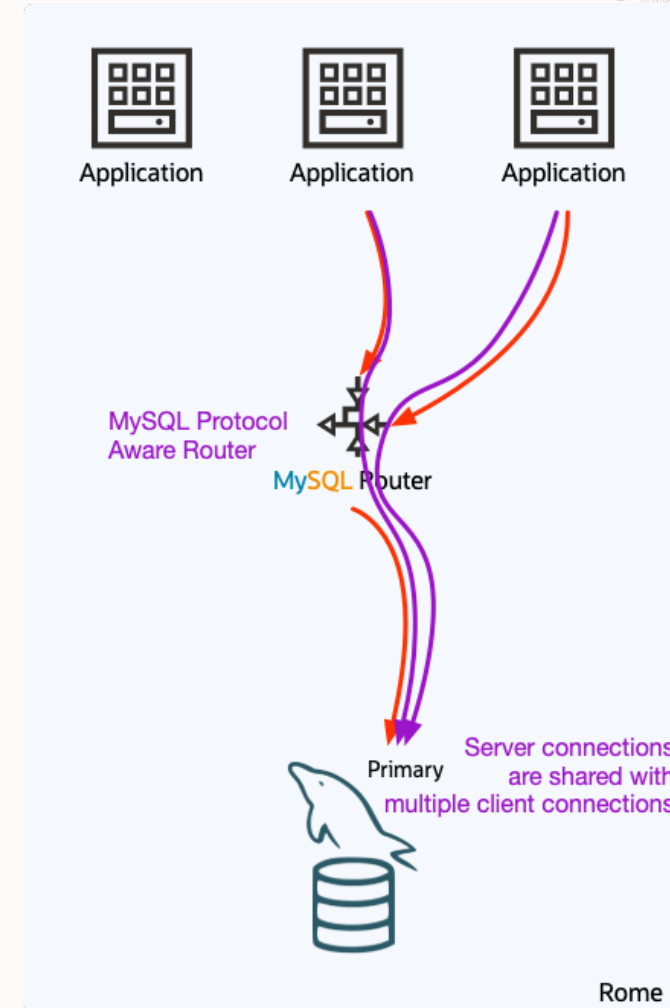 Application
Application
Application
MySQL Protocol
Aware Router
MySQL Router
Primary
Server connections
are shared with
multiple client connections
Rome